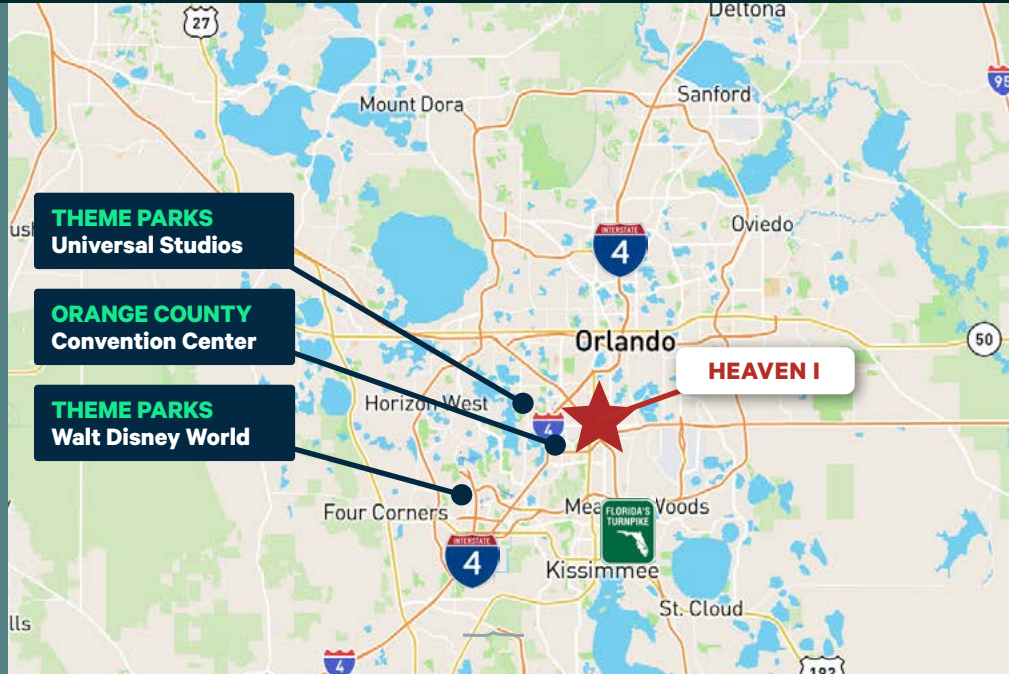 27
Deltona
95
Mount Dora
Sanford
THEME PARKS
Universal Studios
Oviedo
INTERSTATE
4
ORANGE COUNTY
Convention Center
Orlando
50
HEAVEN I
THEME PARKS
Walt Disney World
Horizon West
4
Four Corners
FLORIDA'S
TURNPIKE
INTERSTATE
4
Kissimmee
St. Cloud
lls
4
192